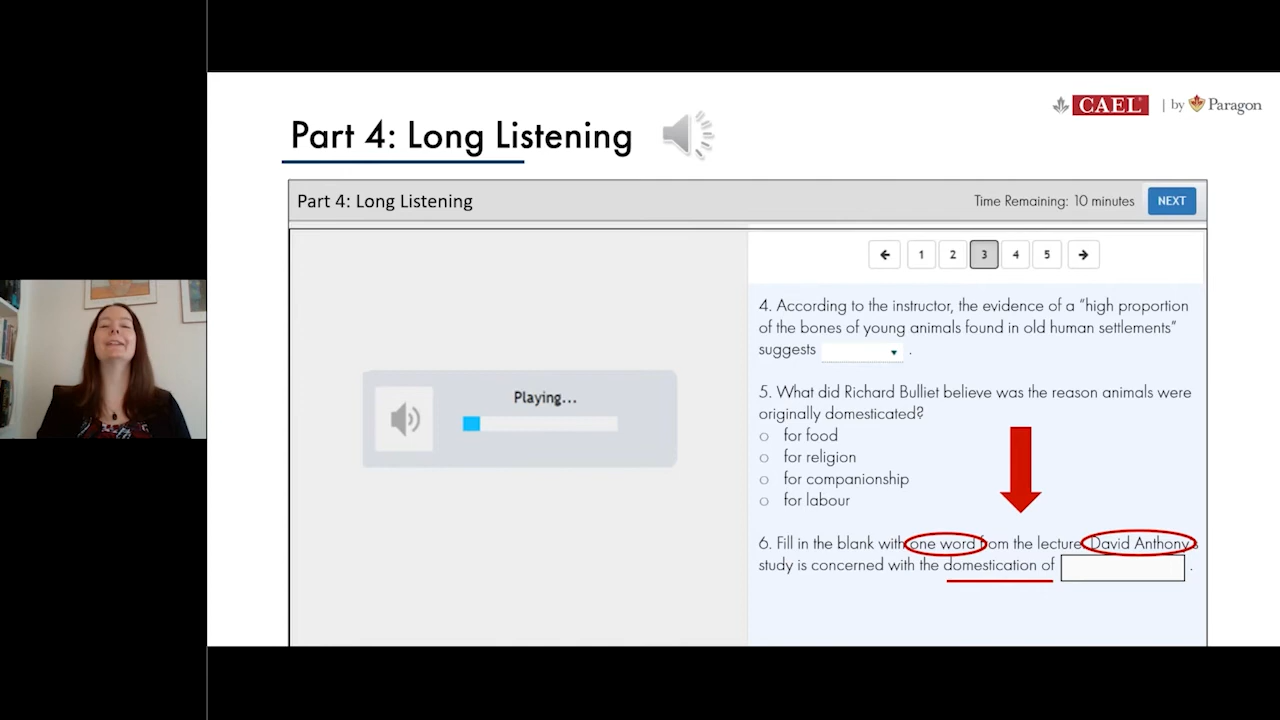 CAEL | by Paragon
Part 4: Long Listening
Part 4: Long Listening
Time Remaining: 10 minutes
NEXT
1 2 3 4 5
4. According to the instructor, the evidence of a "high proportion
of the bones of young animals found in old human settlements"
suggests .
Playing...
5. What did Richard Bulliet believe was the reason animals were
originally domesticated?
for food
for religion
for companionship
for labour
6. Fill in the blank with one word from the lecture. David Anthony's
study is concerned with the domestication of .